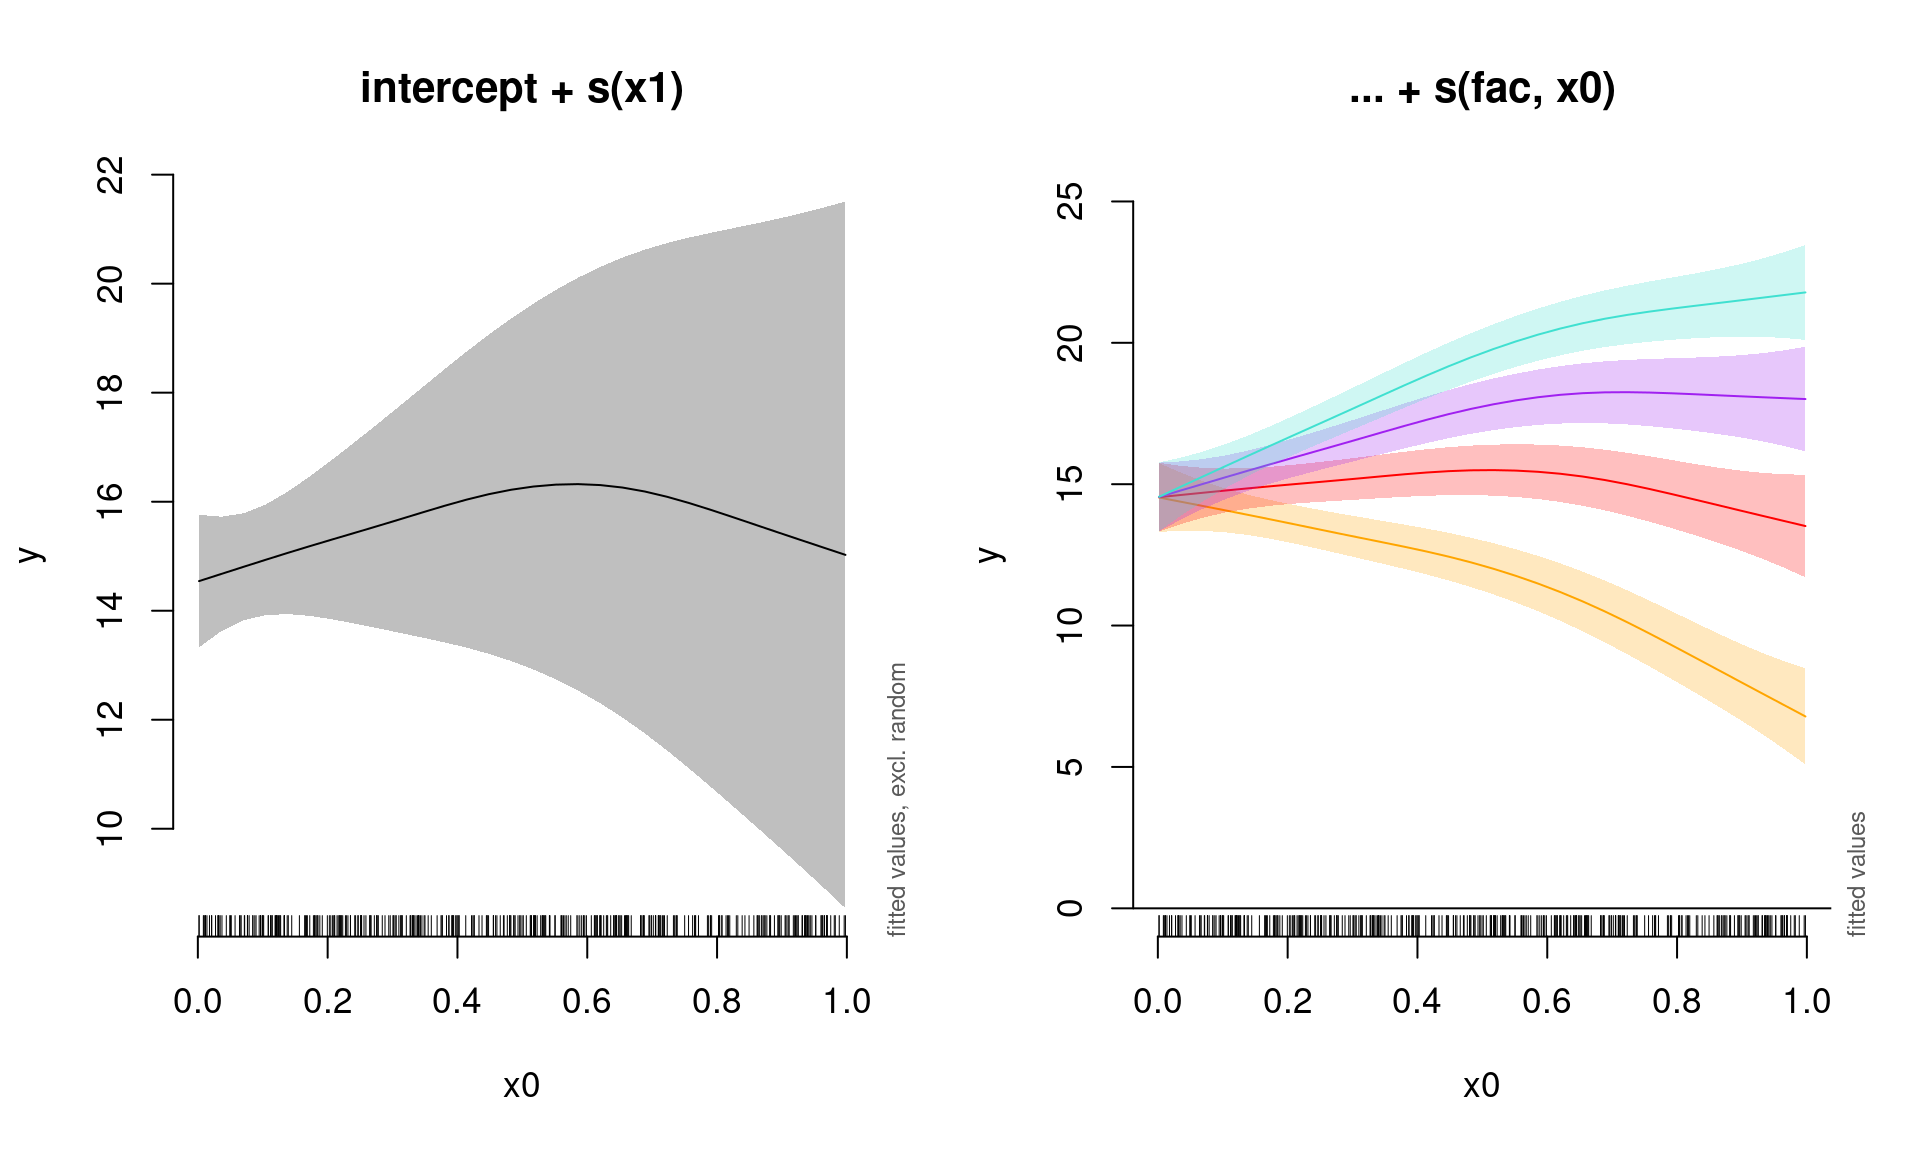 intercept + s(x1)
22
20
18
16
14
12
10
y
0.0 0.2 0.4 0.6 0.8 1.0
x0
fitted values, excl. random
... + s(fac, x0)
25
20
15
10
5
0
y
0.0 0.2 0.4 0.6 0.8 1.0
x0
fitted values